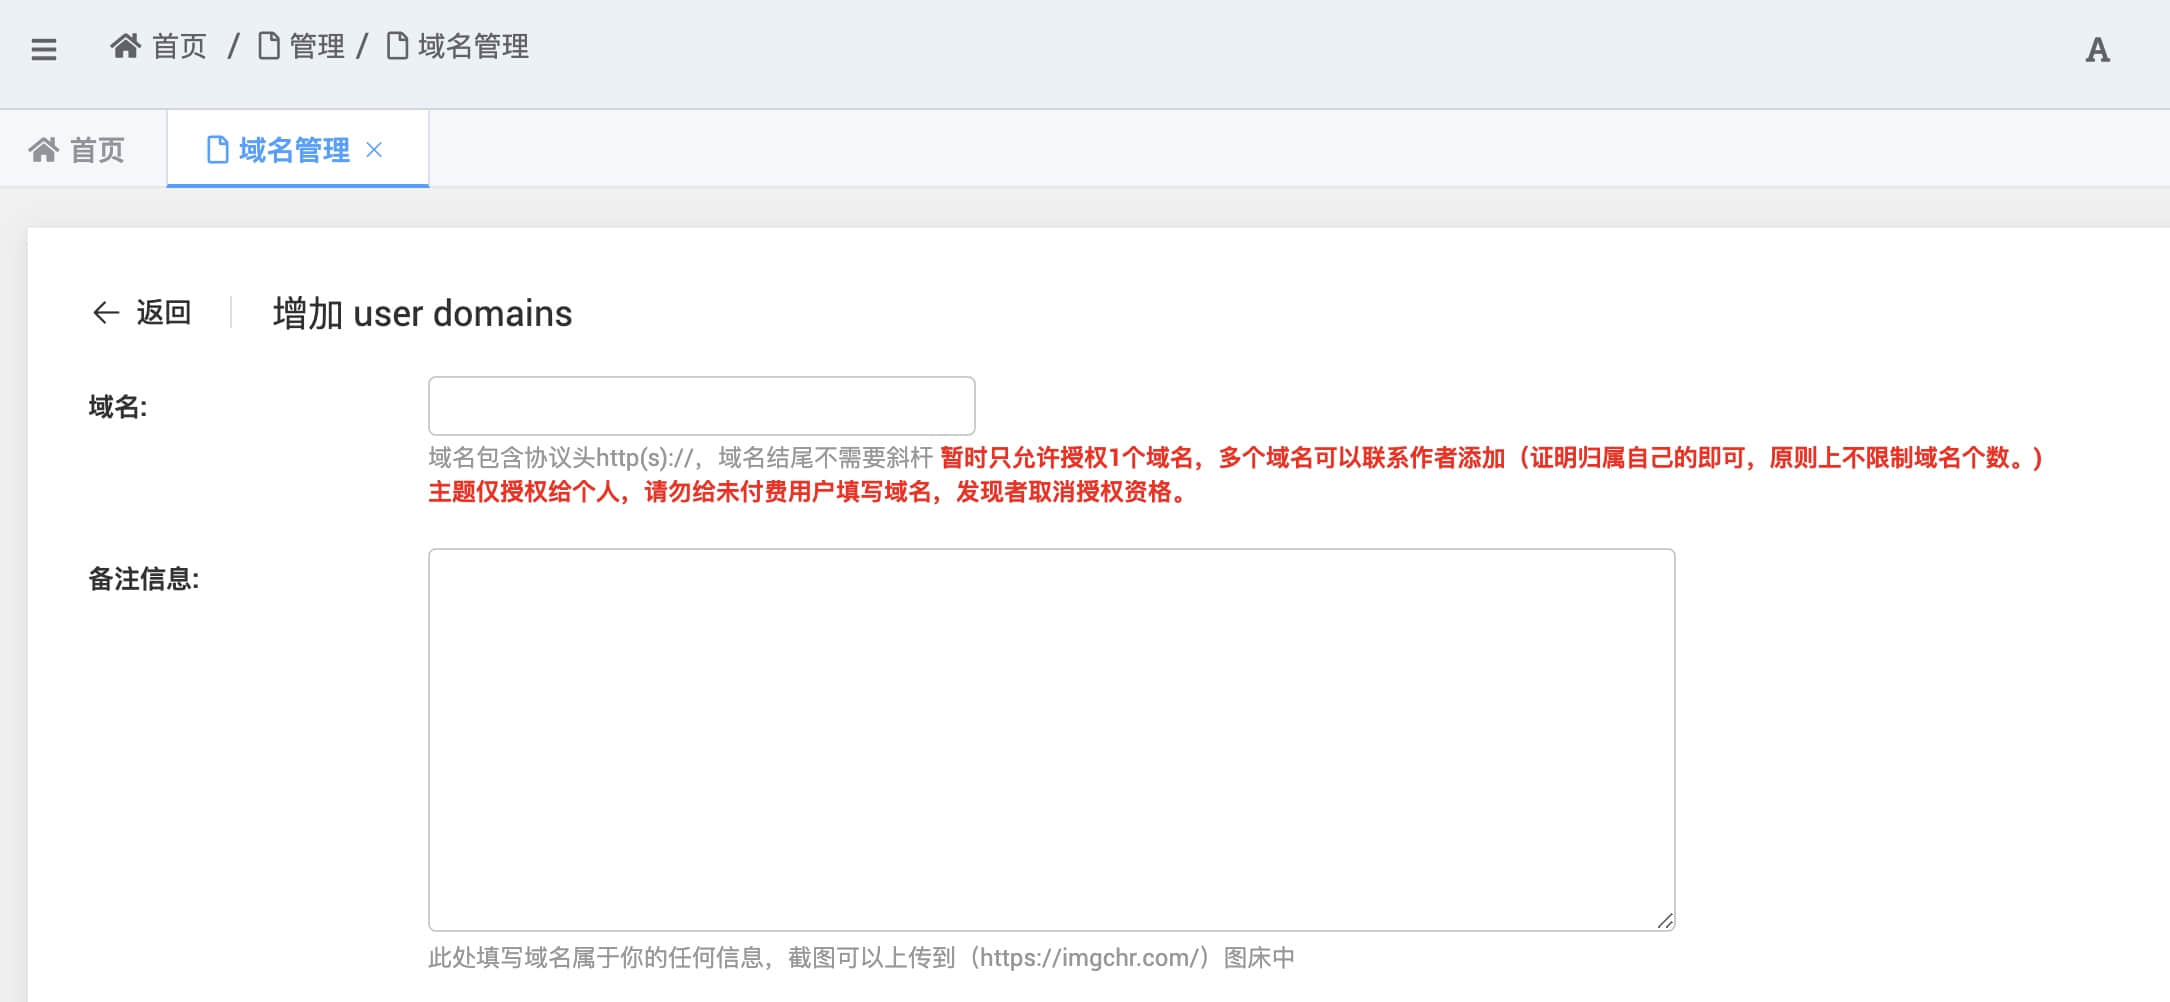 首页 / 管理 / 域名管理
A
首页
域名管理 ×
返回
增加 user domains
域名:
域名包含协议头http(s)://，域名结尾不需要斜杆 暂时只允许授权1个域名，多个域名可以联系作者添加（证明归属自己的即可，原则上不限制域名个数。）
主题仅授权给个人，请勿给未付费用户填写域名，发现者取消授权资格。
备注信息:
此处填写域名属于你的任何信息，截图可以上传到（https://imgchr.com/）图床中